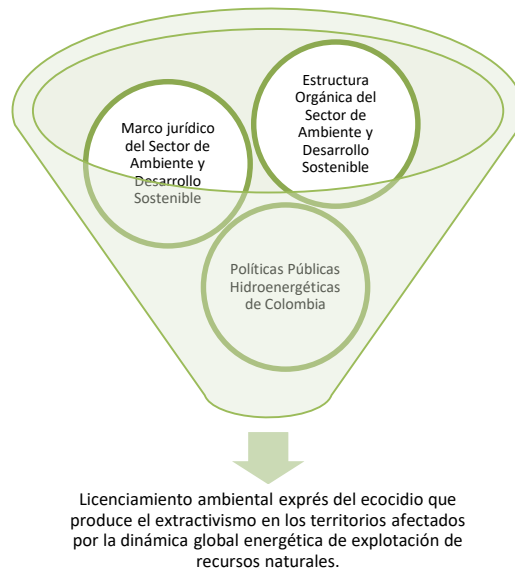 Estructura
Orgánica del
Sector de
Ambiente y
Desarrollo
Sostenible
Marco jurídico
del Sector de
Ambiente y
Desarrollo
Sostenible
Políticas Públicas
Hidroenergéticas
de Colombia
Licenciamiento ambiental exprés del ecocidio que
produce el extractivismo en los territorios afectados
por la dinámica global energética de explotación de
recursos naturales.